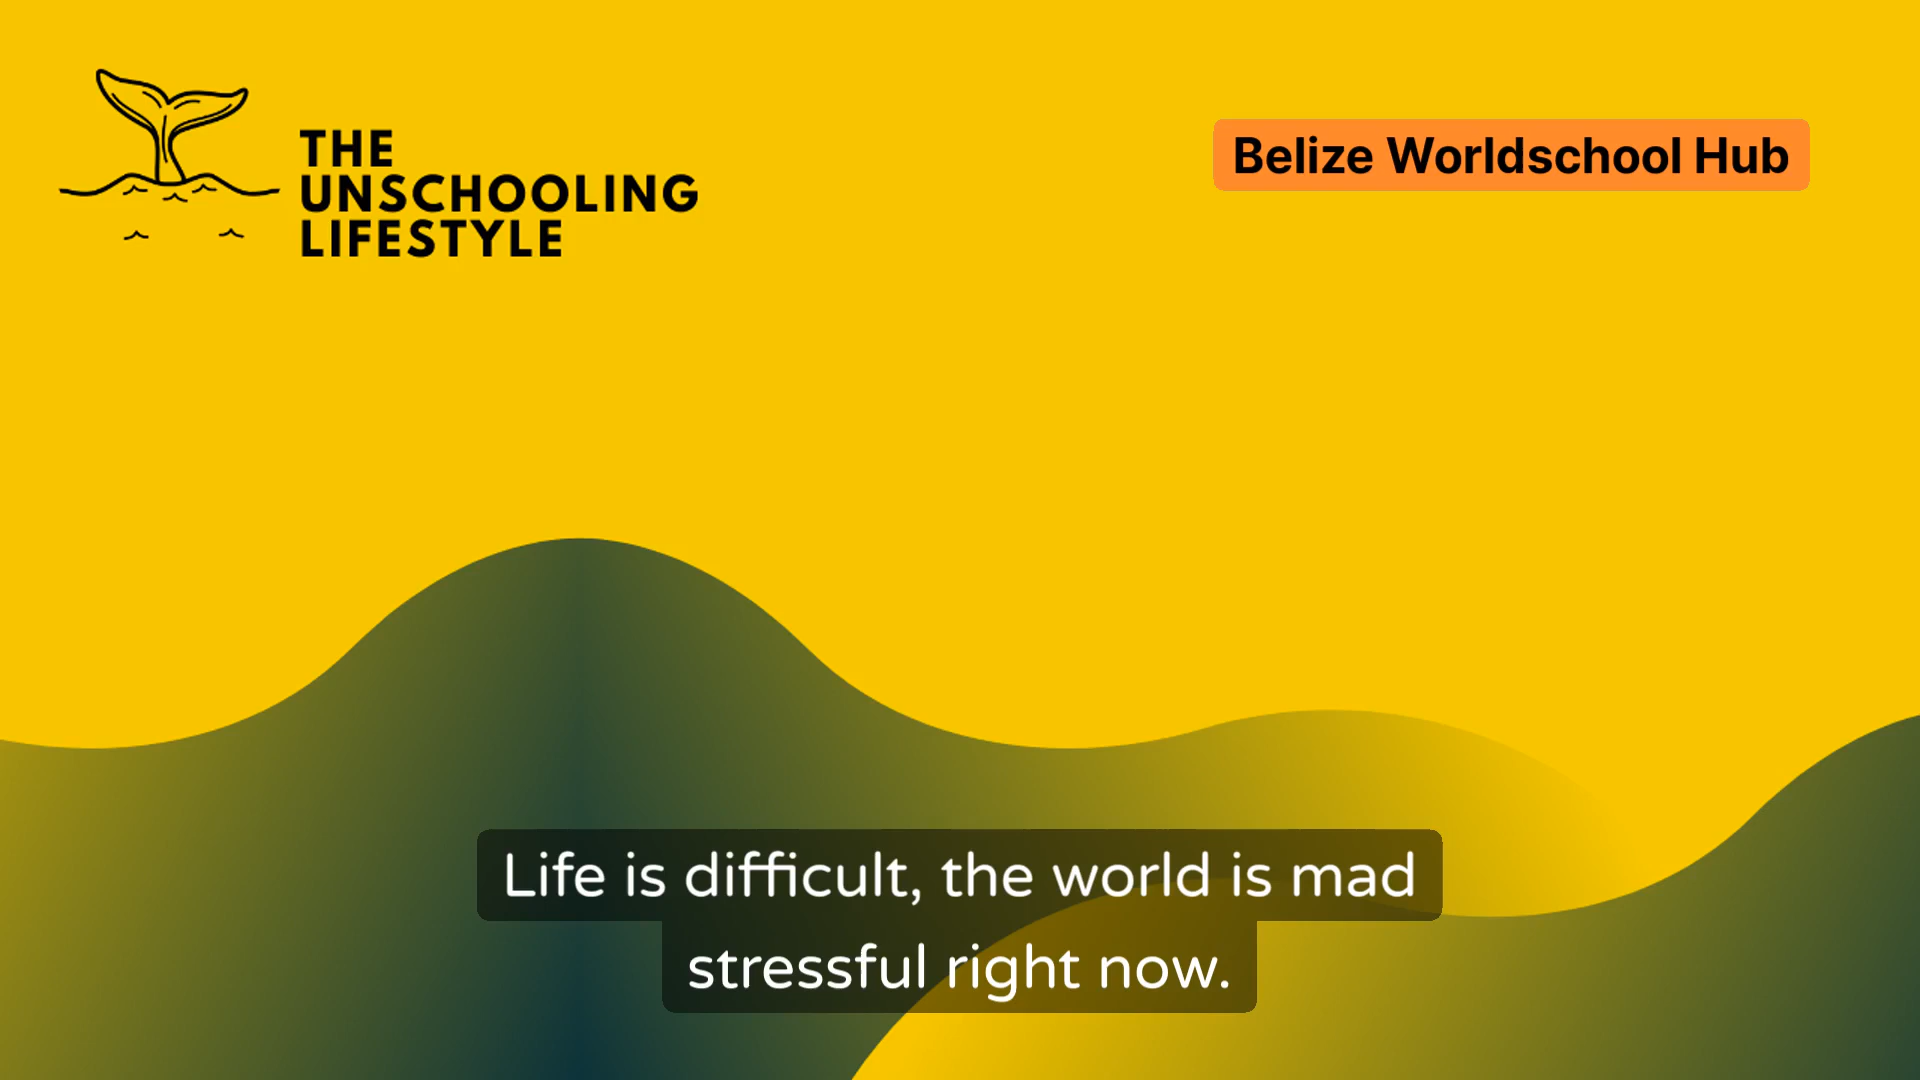 THE
UNSCHOOLING
LIFESTYLE
Belize Worldschool Hub
Life is difficult, the world is mad
stressful right now.